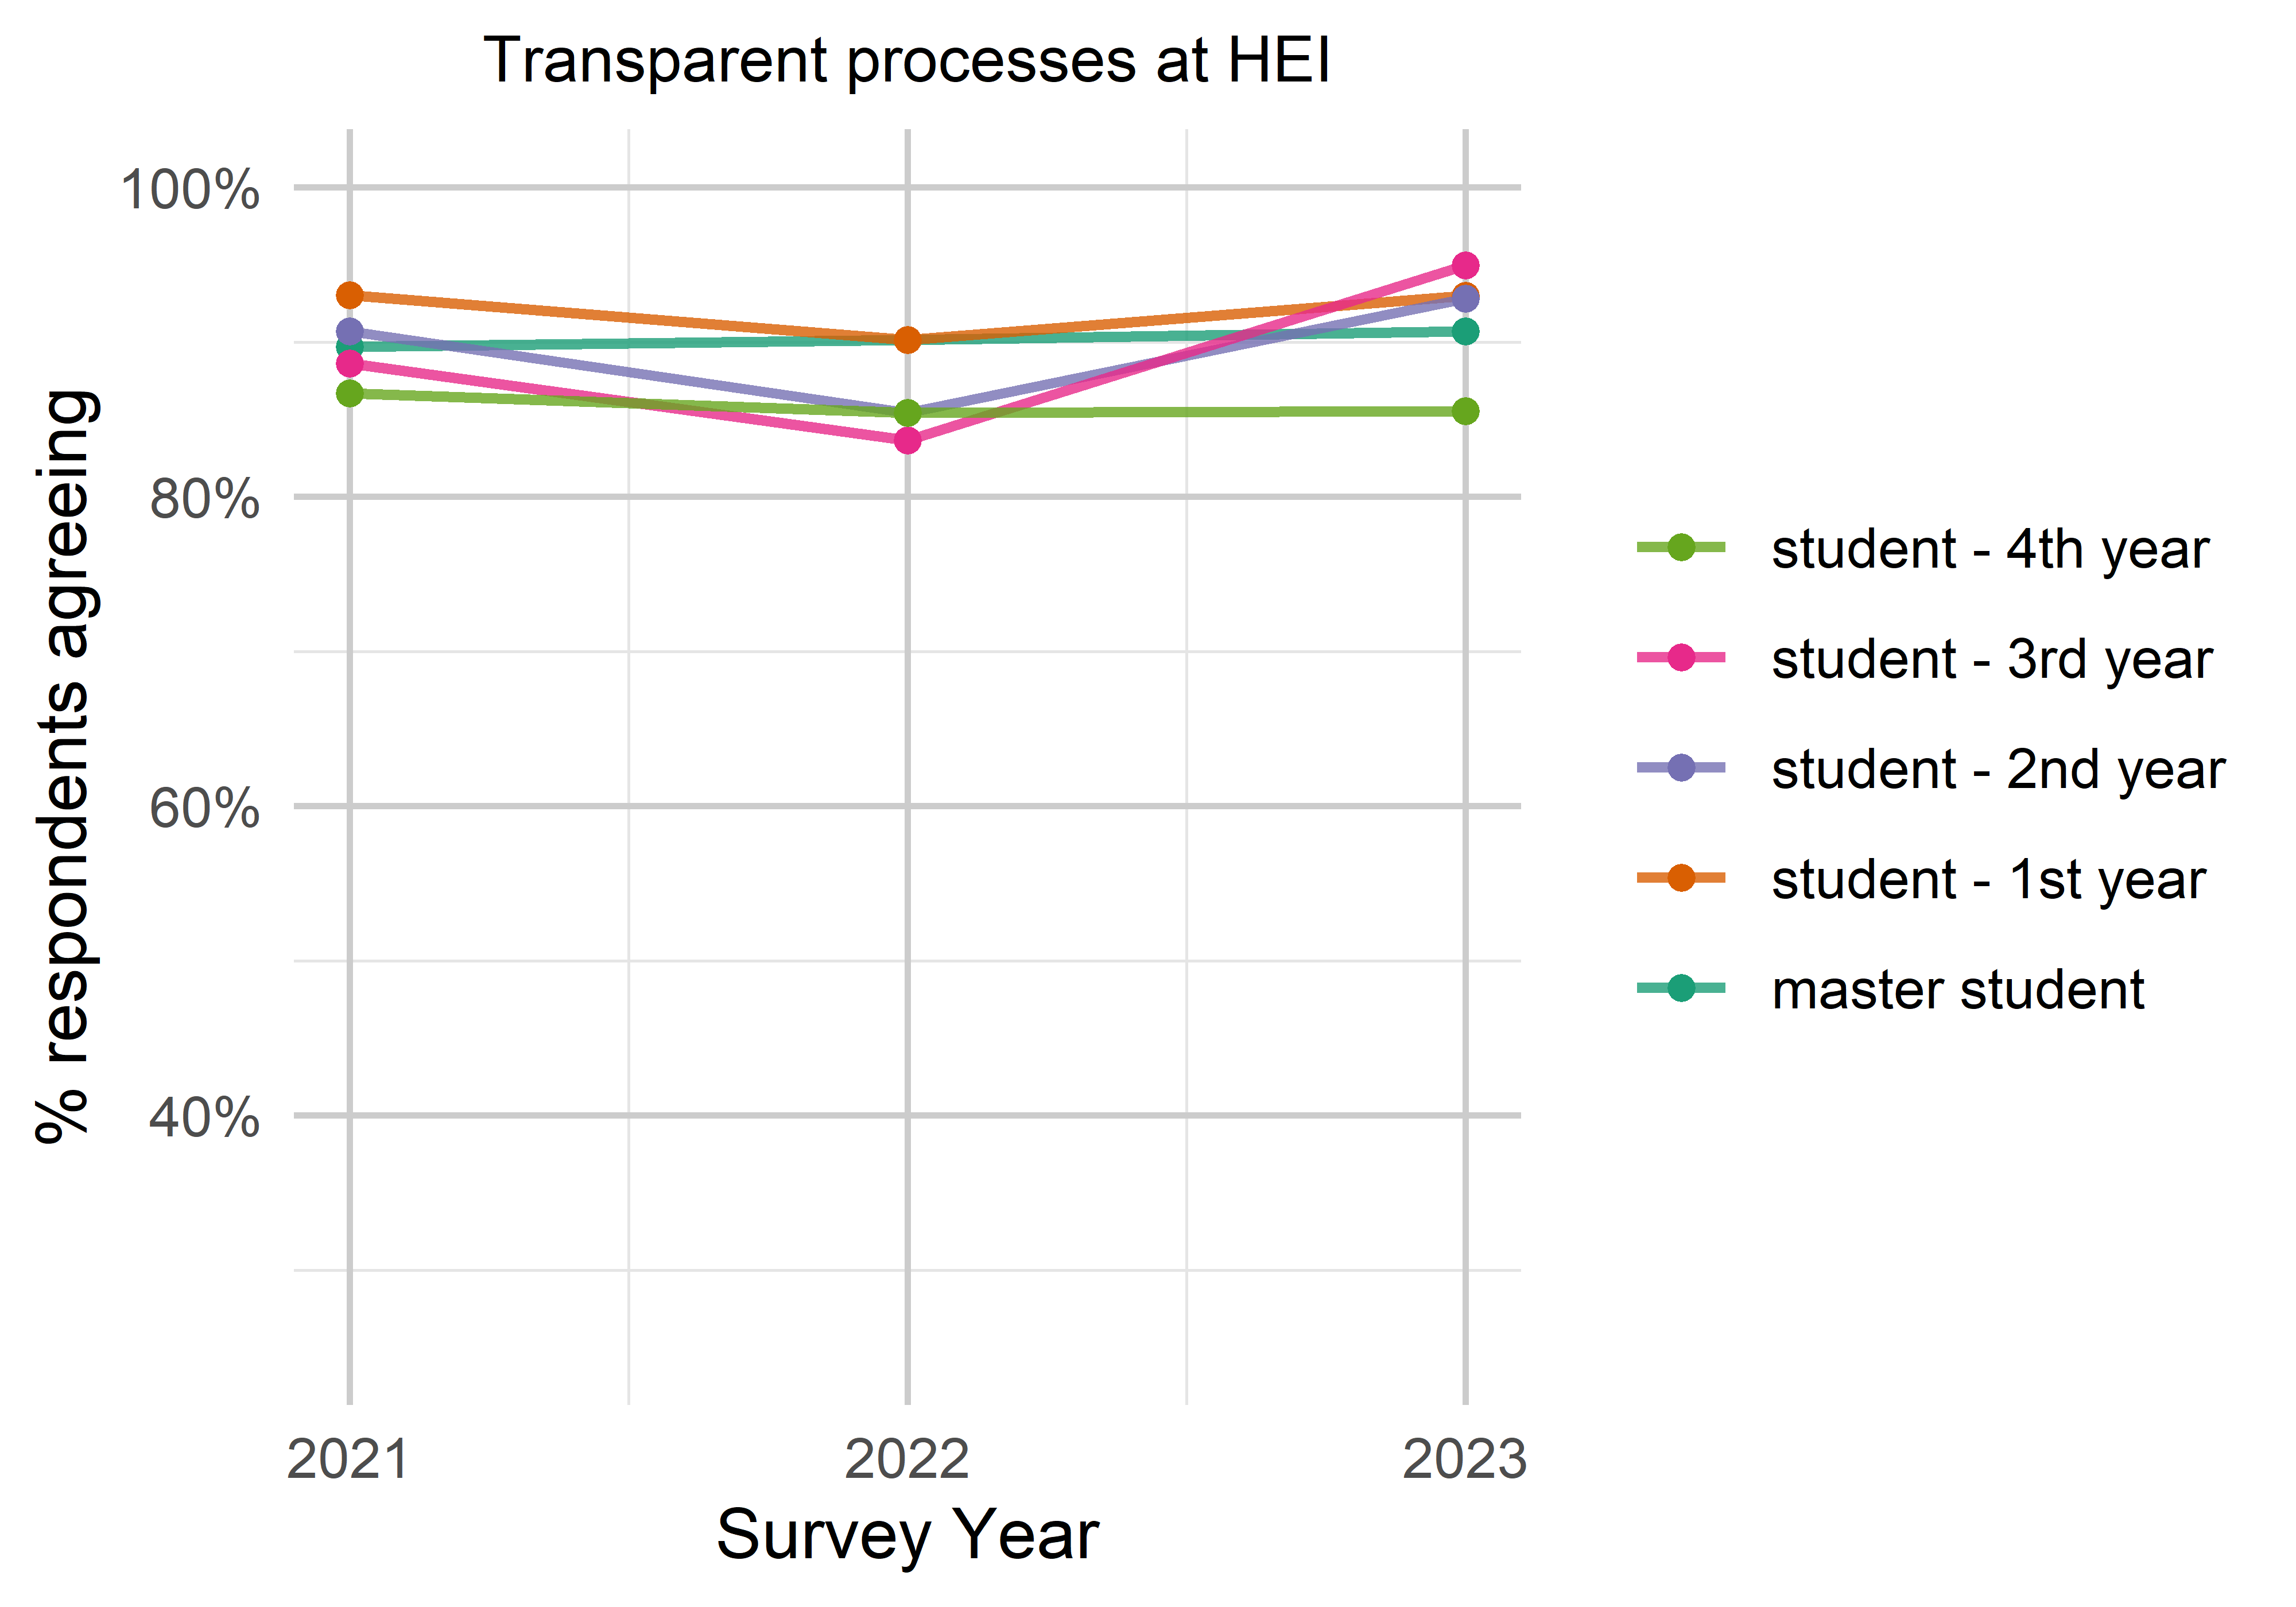 Transparent processes at HEI
% respondents agreeing
100%
80%
60%
40%
2021
2022
2023
Survey Year
student - 4th year
student - 3rd year
student - 2nd year
student - 1st year
master student